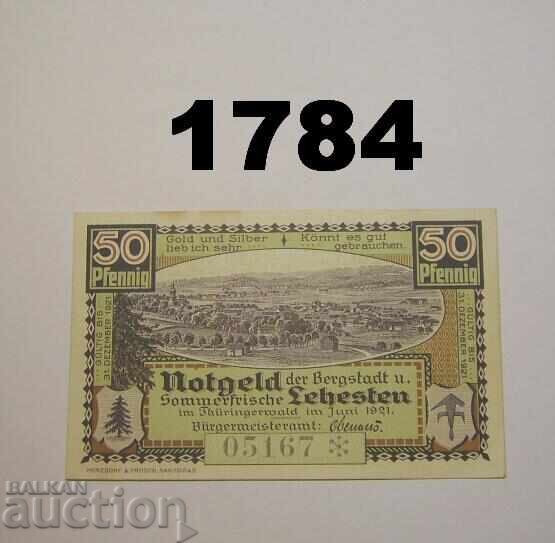 1784
50 Pfennig
Gold und Silber
lieb ich sehr
Könnt es gut
gebrauchen
50 Pfennig
GÜLTIG BIS
31. DEZEMBER 1921
GÜLTIG BIS
31. DEZEMBER 1921
Notgeld der Bergstadt u.
Sommerfrische Lehesten
im Thüringerwald im Juni 1921.
Bürgermeisteramt:
05167 *
BALKAN
auction